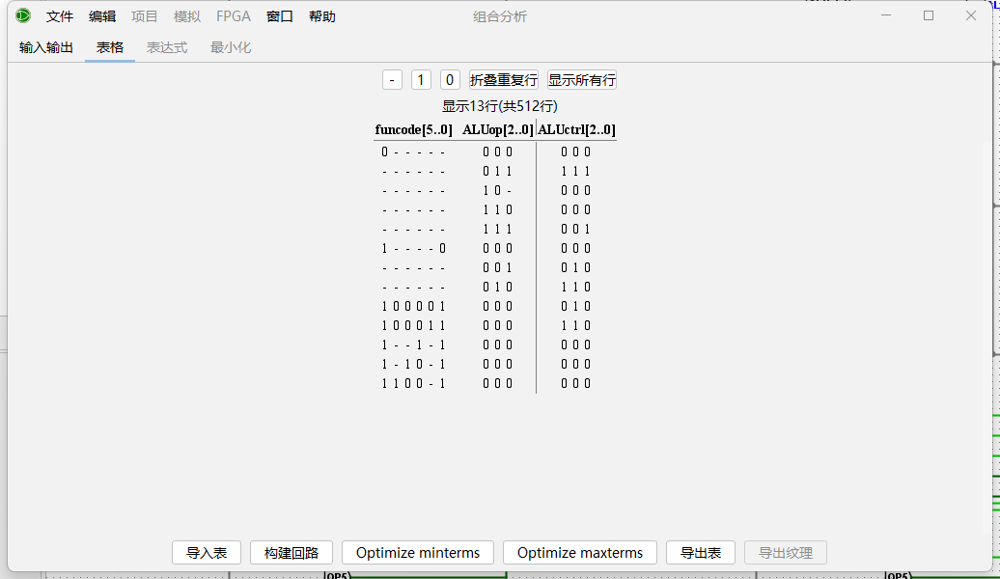 文件 编辑 项目 模拟 FPGA 窗口 帮助 组合分析
输入输出 表格 表达式 最小化
- 1 0 折叠重复行 显示所有行
显示13行(共512行)
funcode[5..0] ALUop[2..0] ALUctrl[2..0]
0 - - - - - 0 0 0 0 0 0
- - - - - - 0 1 1 1 1 1
- - - - - - 1 0 - 0 0 0
- - - - - - 1 1 0 0 0 0
- - - - - - 1 1 1 0 0 1
1 - - - - 0 0 0 0 0 0 0
- - - - - - 0 0 1 0 1 0
- - - - - - 0 1 0 1 1 0
1 0 0 0 0 1 0 0 0 0 1 0
1 0 0 0 1 1 0 0 0 1 1 0
1 - - 1 - 1 0 0 0 0 0 0
1 - 1 0 - 1 0 0 0 0 0 0
1 1 0 0 - 1 0 0 0 0 0 0
导入表 构建回路 Optimize minterms Optimize maxterms 导出表 导出纹理
OP5) OP5)